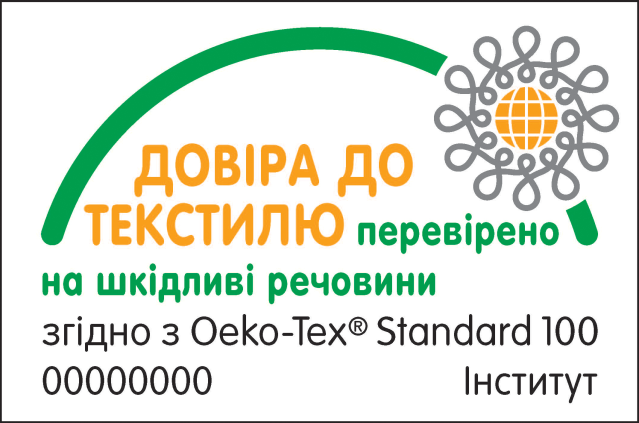 ДОВІРА ДО
ТЕКСТИЛЮ перевірено
на шкідливі речовини
згідно з Oeko-Tex® Standard 100
00000000 Інститут